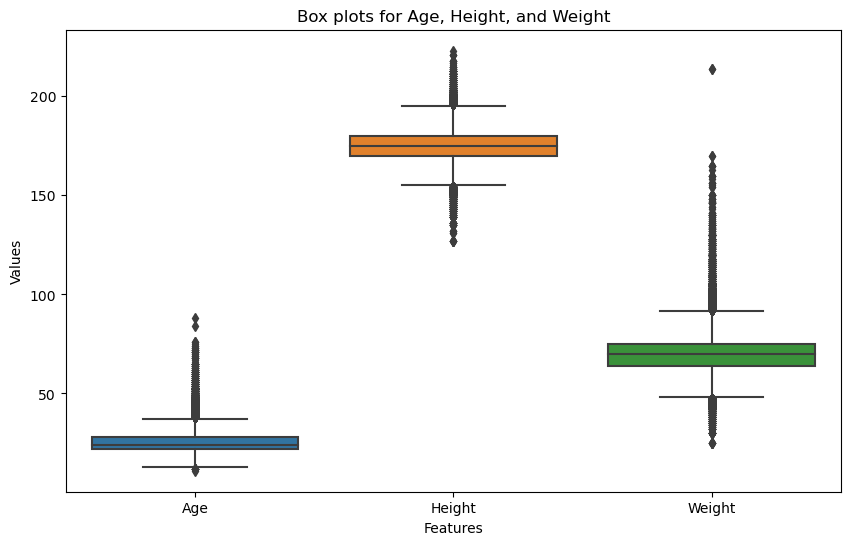 Box plots for Age, Height, and Weight
Values
200
150
100
50
Age Height Weight
Features